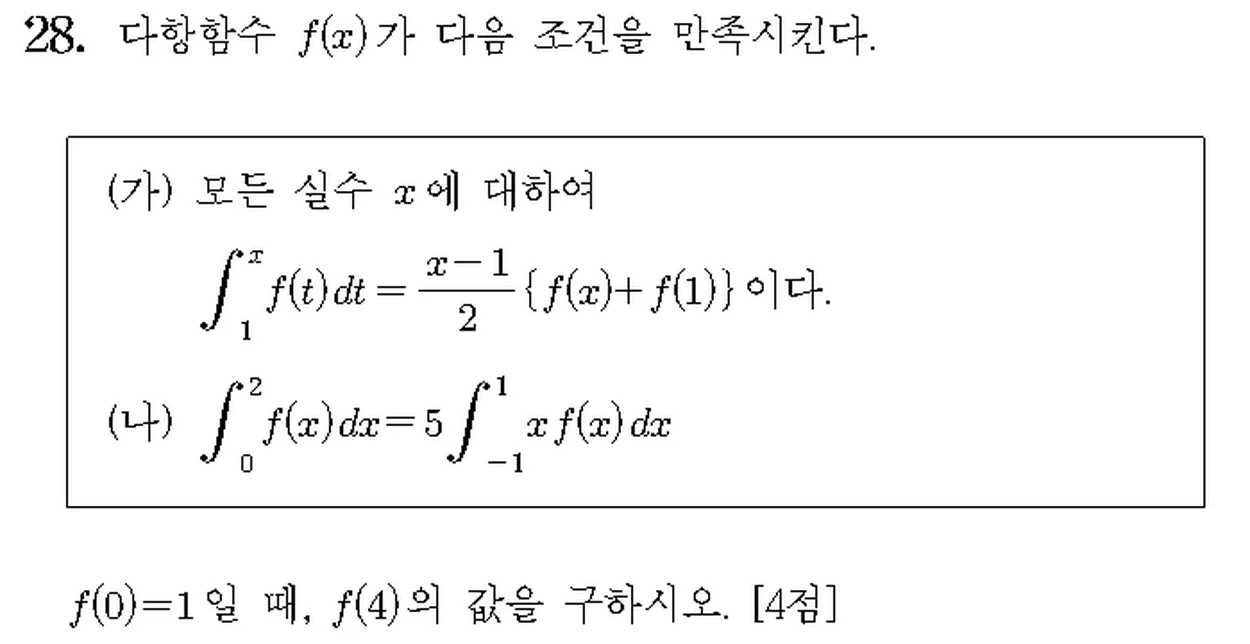 28. 다항함수 f(x)가 다음 조건을 만족시킨다.
(가) 모든 실수 x에 대하여
∫₁ˣ f(t)dt = (x-1)/2 {f(x)+f(1)} 이다.
(나) ∫₀² f(x)dx = 5∫₋₁¹ xf(x)dx
f(0)=1일 때, f(4)의 값을 구하시오. [4점]